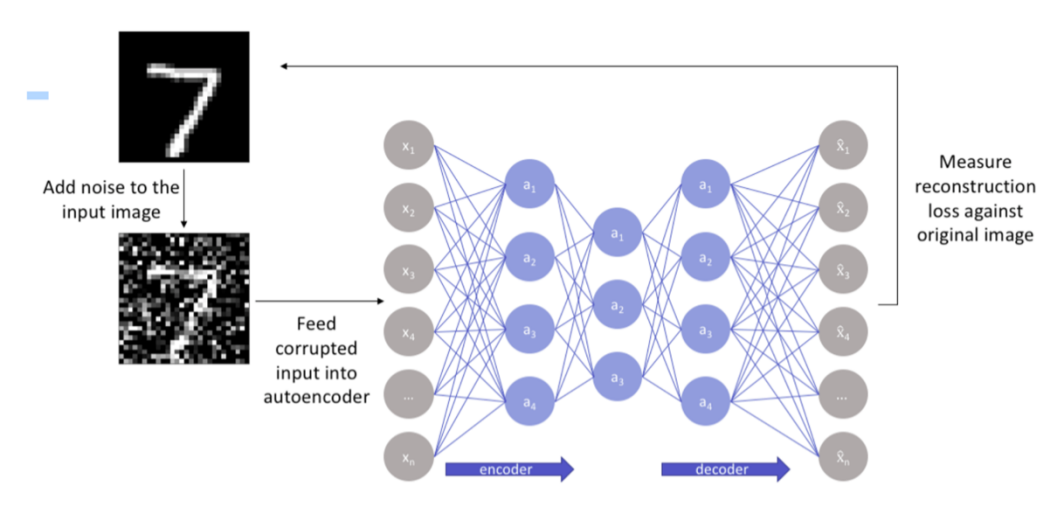 Add noise to the
input image
Feed
corrupted
input into
autoencoder
x₁
x₂
x₃
x₄
...
xₙ
a₁
a₂
a₃
a₄
a₁
a₂
a₃
a₁
a₂
a₃
a₄
x̂₁
x̂₂
x̂₃
x̂₄
...
x̂ₙ
encoder
decoder
Measure
reconstruction
loss against
original image